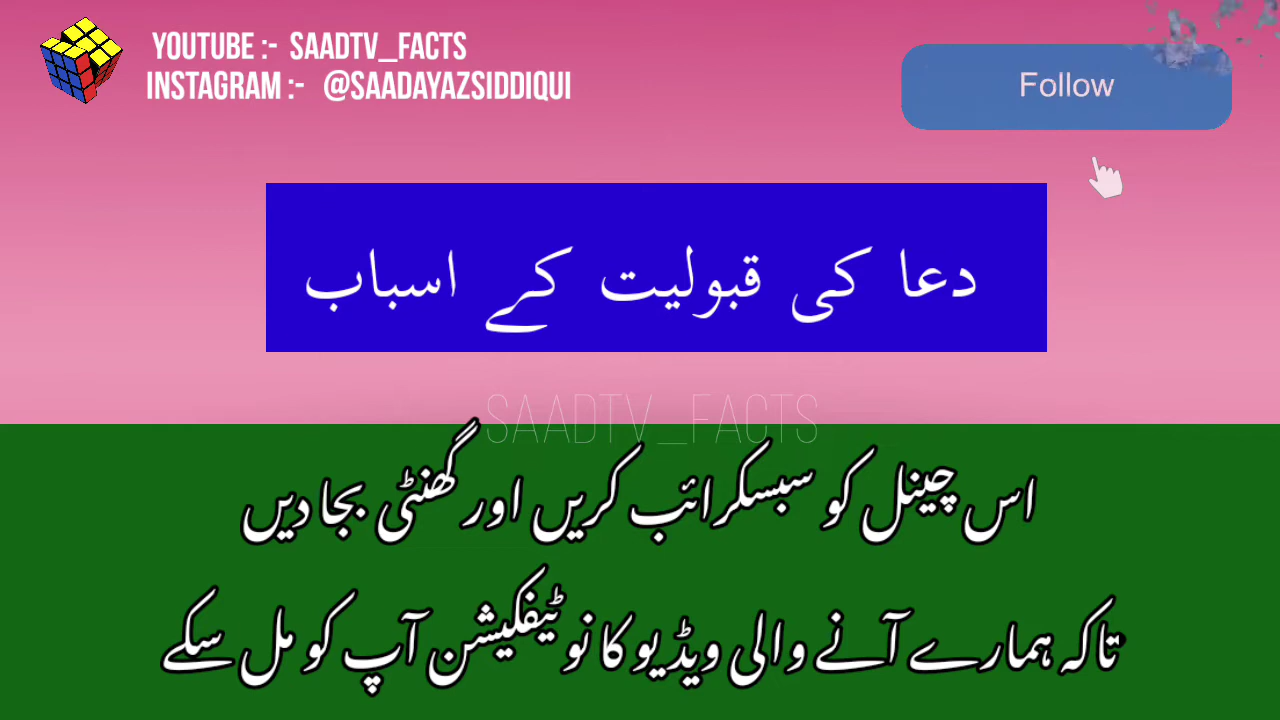 YOUTUBE :- SAADTV_FACTS
INSTAGRAM :- @SAADAYAZSIDDIQUI
Follow
دعا کی قبولیت کے اسباب
SAADTV_FACTS
اس چینل کو سبسکرائب کریں اور گھنٹی بجا دیں
تاکہ ہمارے آنے والی ویڈیو کا نوٹیفکیشن آپ کو مل سکے